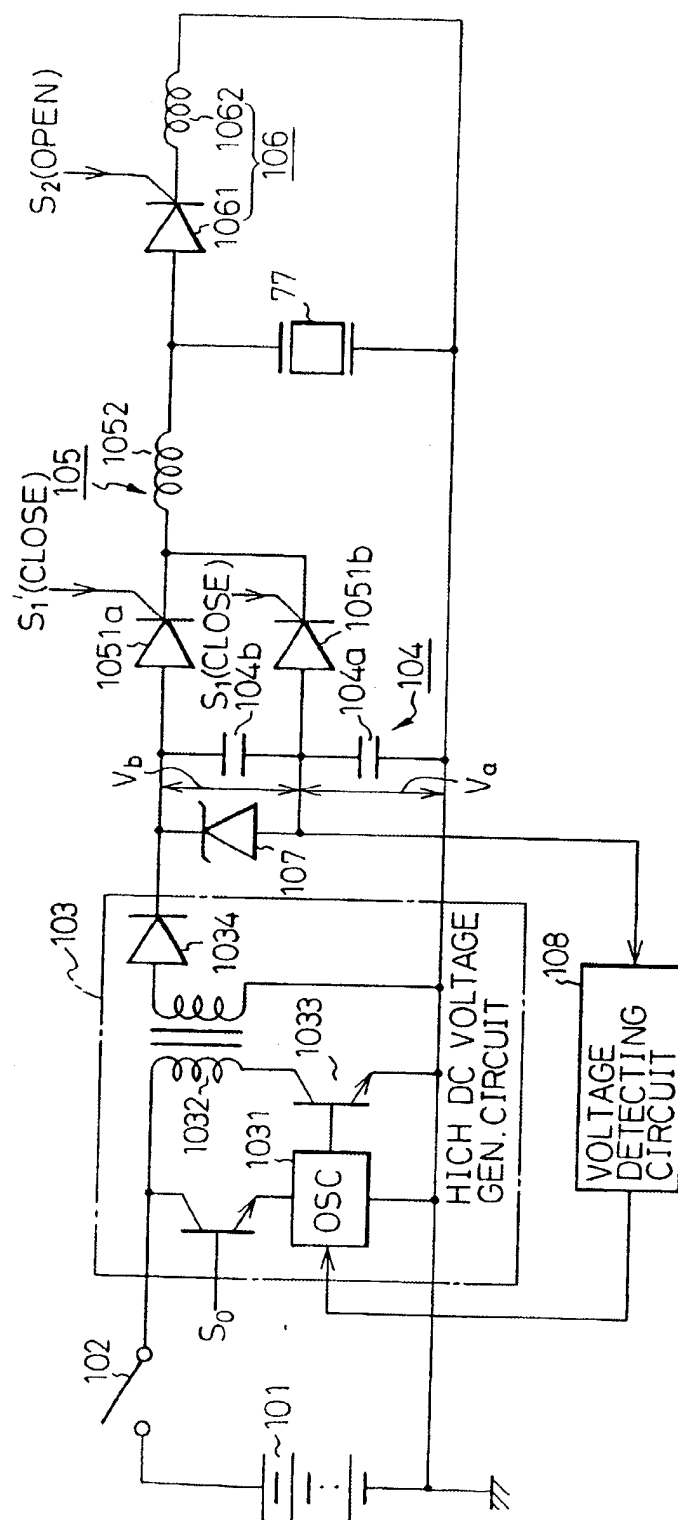 101
102
S0
103
1032
1031
OSC
1033
1034
HICH DC VOLTAGE
GEN. CIRCUIT
108
VOLTAGE
DETECTING
CIRCUIT
107
Vb
Va
104b
104a
104
S1'(CLOSE)
1051a
S1(CLOSE)
1051b
105
1052
77
S2(OPEN)
1061
1062
106